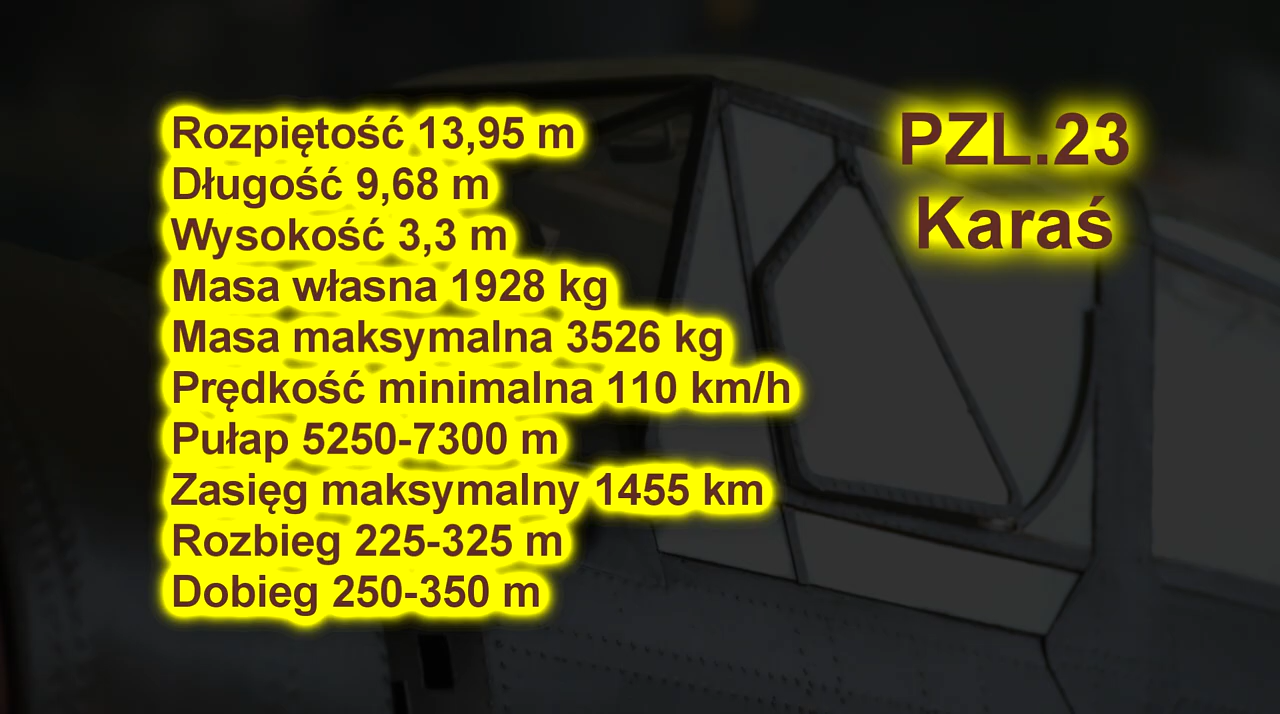 Rozpiętość 13,95 m
Długość 9,68 m
Wysokość 3,3 m
Masa własna 1928 kg
Masa maksymalna 3526 kg
Prędkość minimalna 110 km/h
Pułap 5250-7300 m
Zasięg maksymalny 1455 km
Rozbieg 225-325 m
Dobieg 250-350 m
PZL.23
Karaś